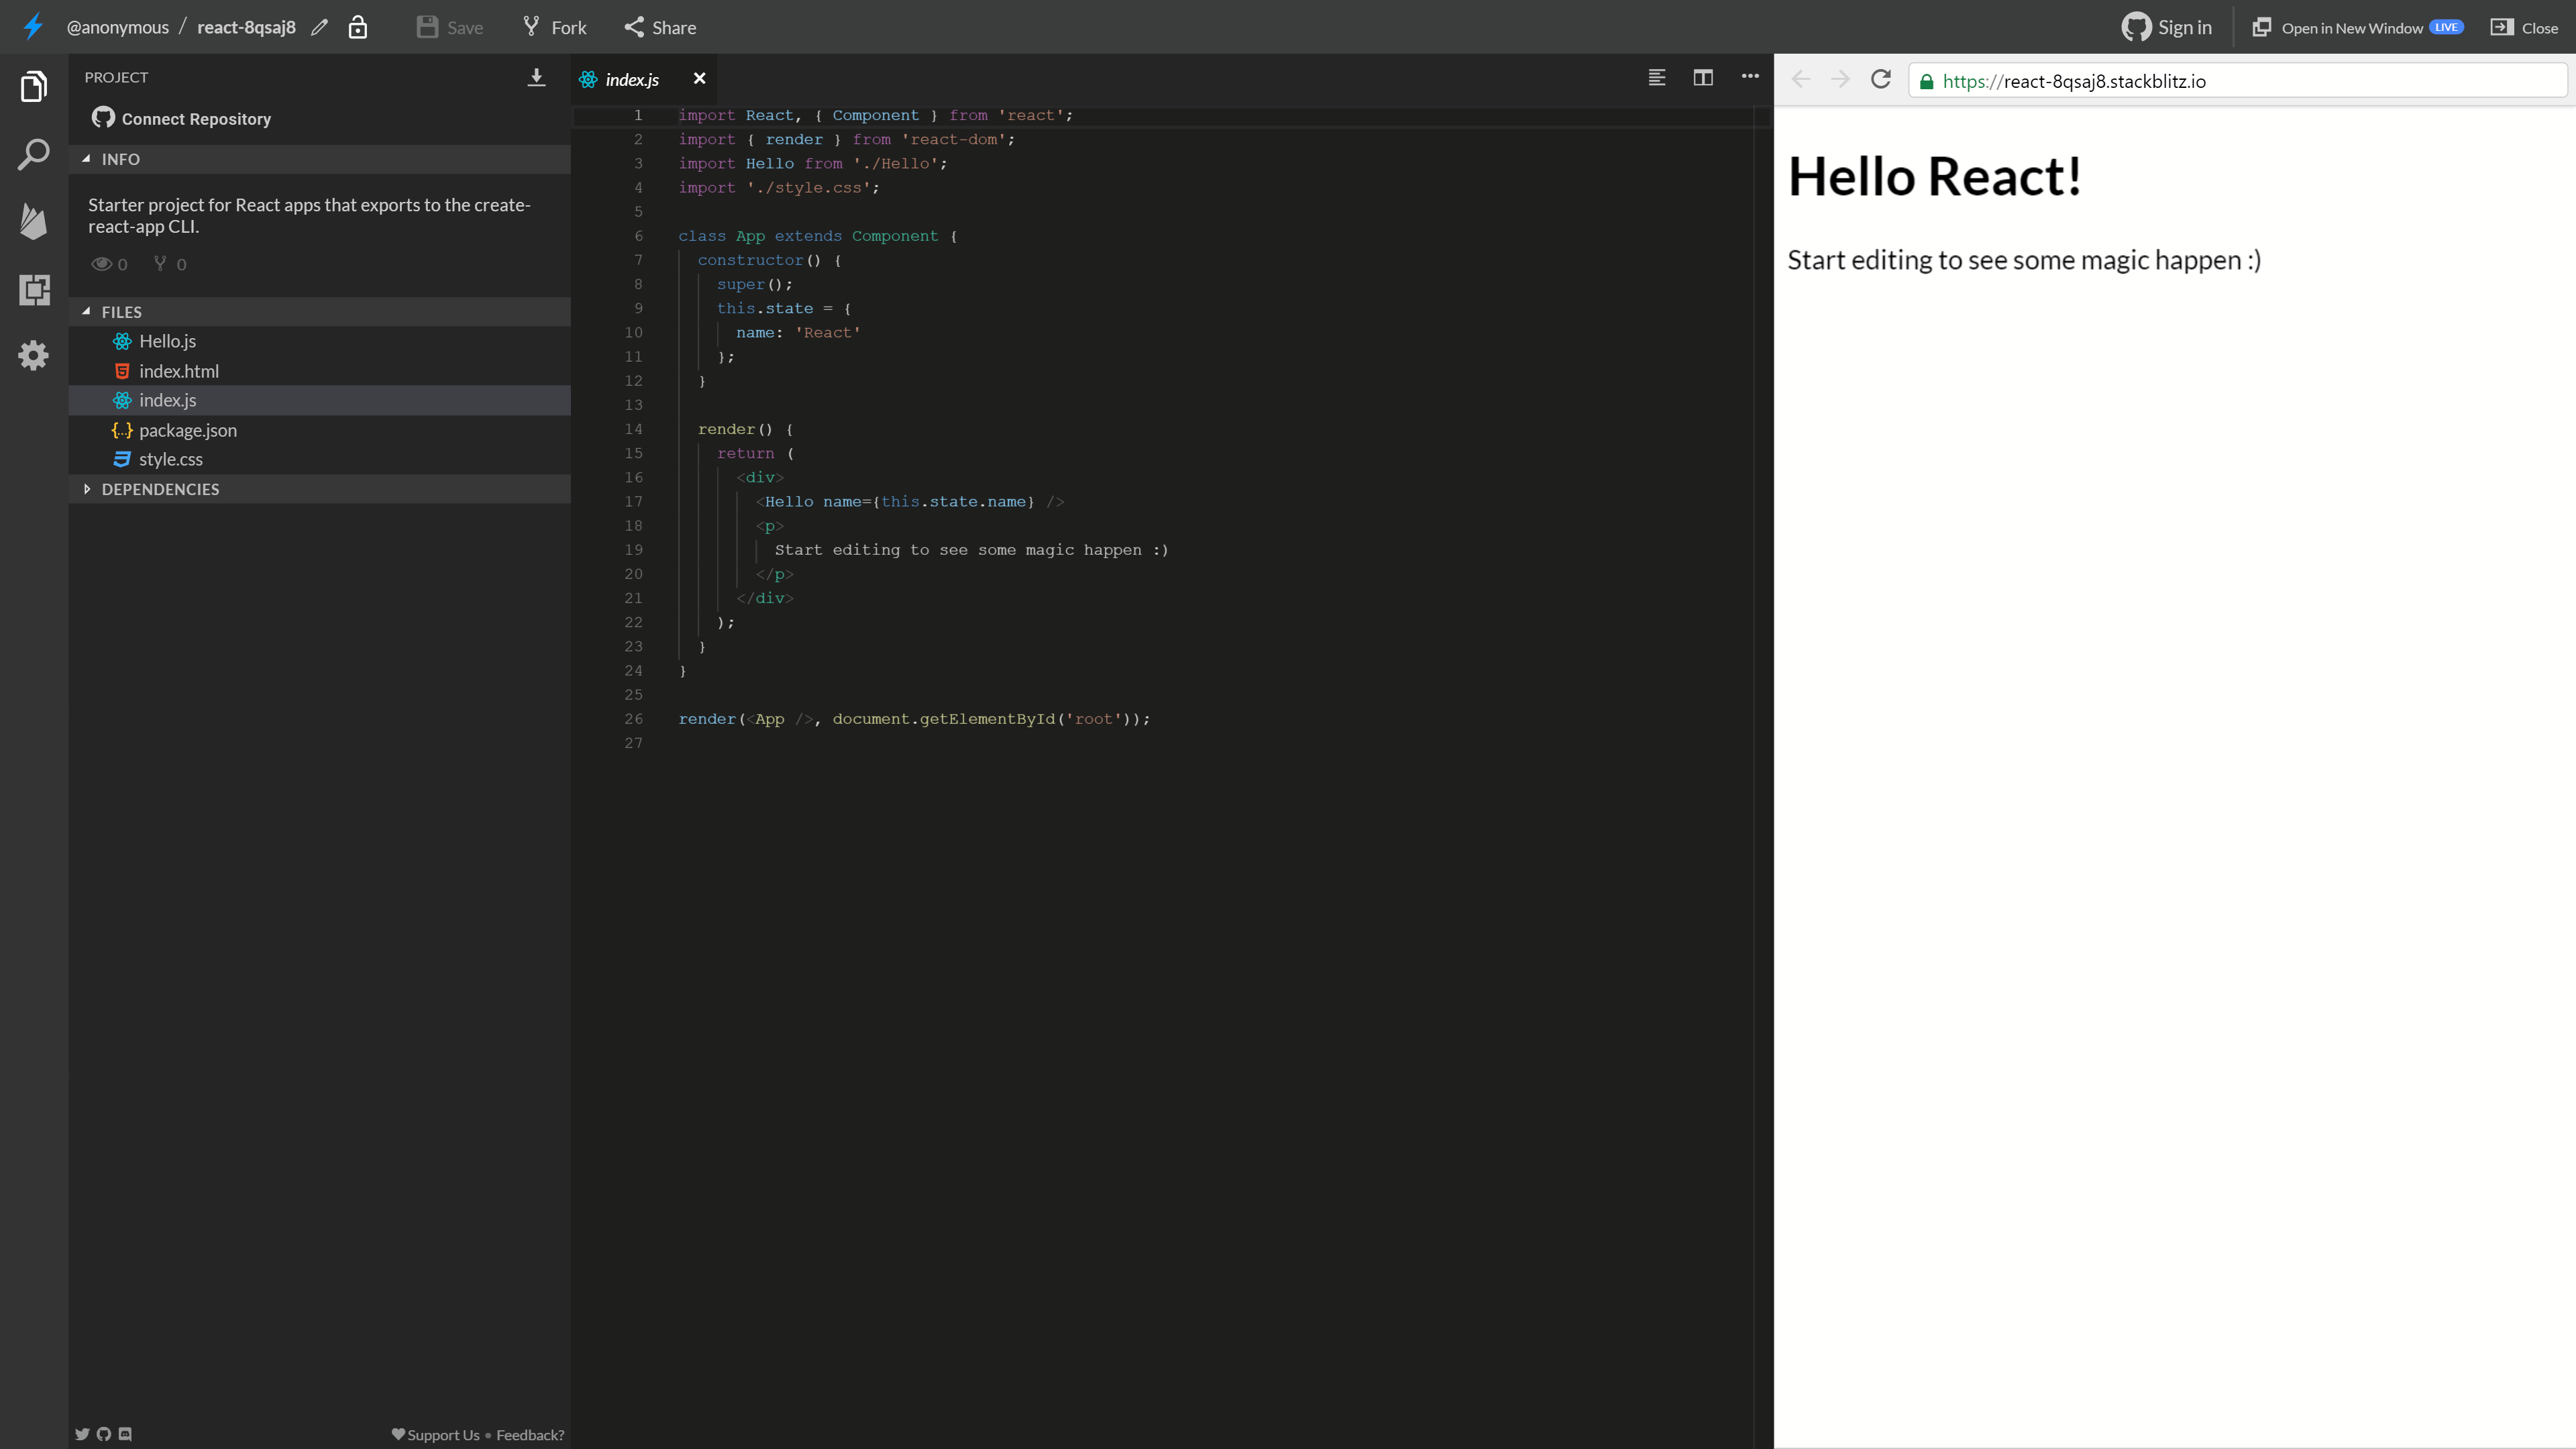 @anonymous / react-8qsaj8 Save Fork Share Sign in Open in New Window LIVE Close
PROJECT
Connect Repository
INFO
Starter project for React apps that exports to the create-
react-app CLI.
0 0
FILES
Hello.js
index.html
index.js
package.json
style.css
DEPENDENCIES
Support Us • Feedback?
index.js
1 import React, { Component } from 'react';
2 import { render } from 'react-dom';
3 import Hello from './Hello';
4 import './style.css';
5
6 class App extends Component {
7 constructor() {
8 super();
9 this.state = {
10 name: 'React'
11 };
12 }
13
14 render() {
15 return (
16 <div>
17 <Hello name={this.state.name} />
18 <p>
19 Start editing to see some magic happen :)
20 </p>
21 </div>
22 );
23 }
24 }
25
26 render(<App />, document.getElementById('root'));
27
https://react-8qsaj8.stackblitz.io
Hello React!
Start editing to see some magic happen :)